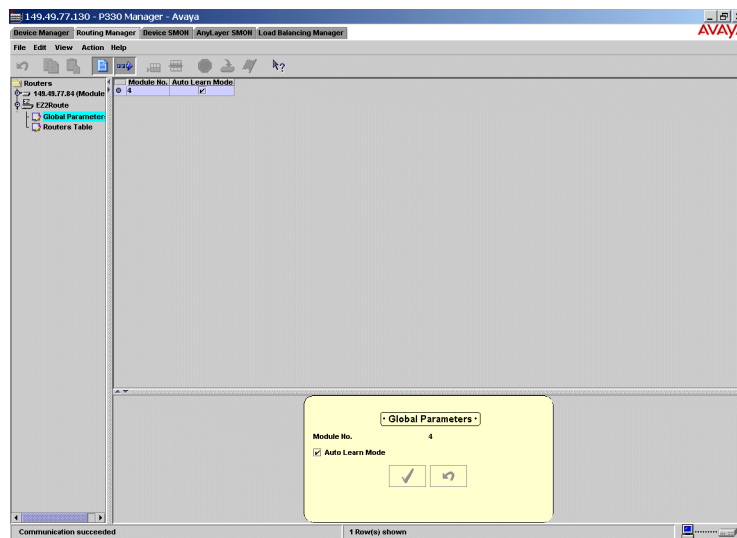 149.49.77.130 - P330 Manager - Avaya
Device Manager Routing Manager Device SMON AnyLayer SMON Load Balancing Manager
AVAYA
File Edit View Action Help
Routers
149.49.77.84 (Module
EZ2Route
Global Parameter
Routers Table
Module No. Auto Learn Mode
4
• Global Parameters •
Module No. 4
Auto Learn Mode
Communication succeeded
1 Row(s) shown